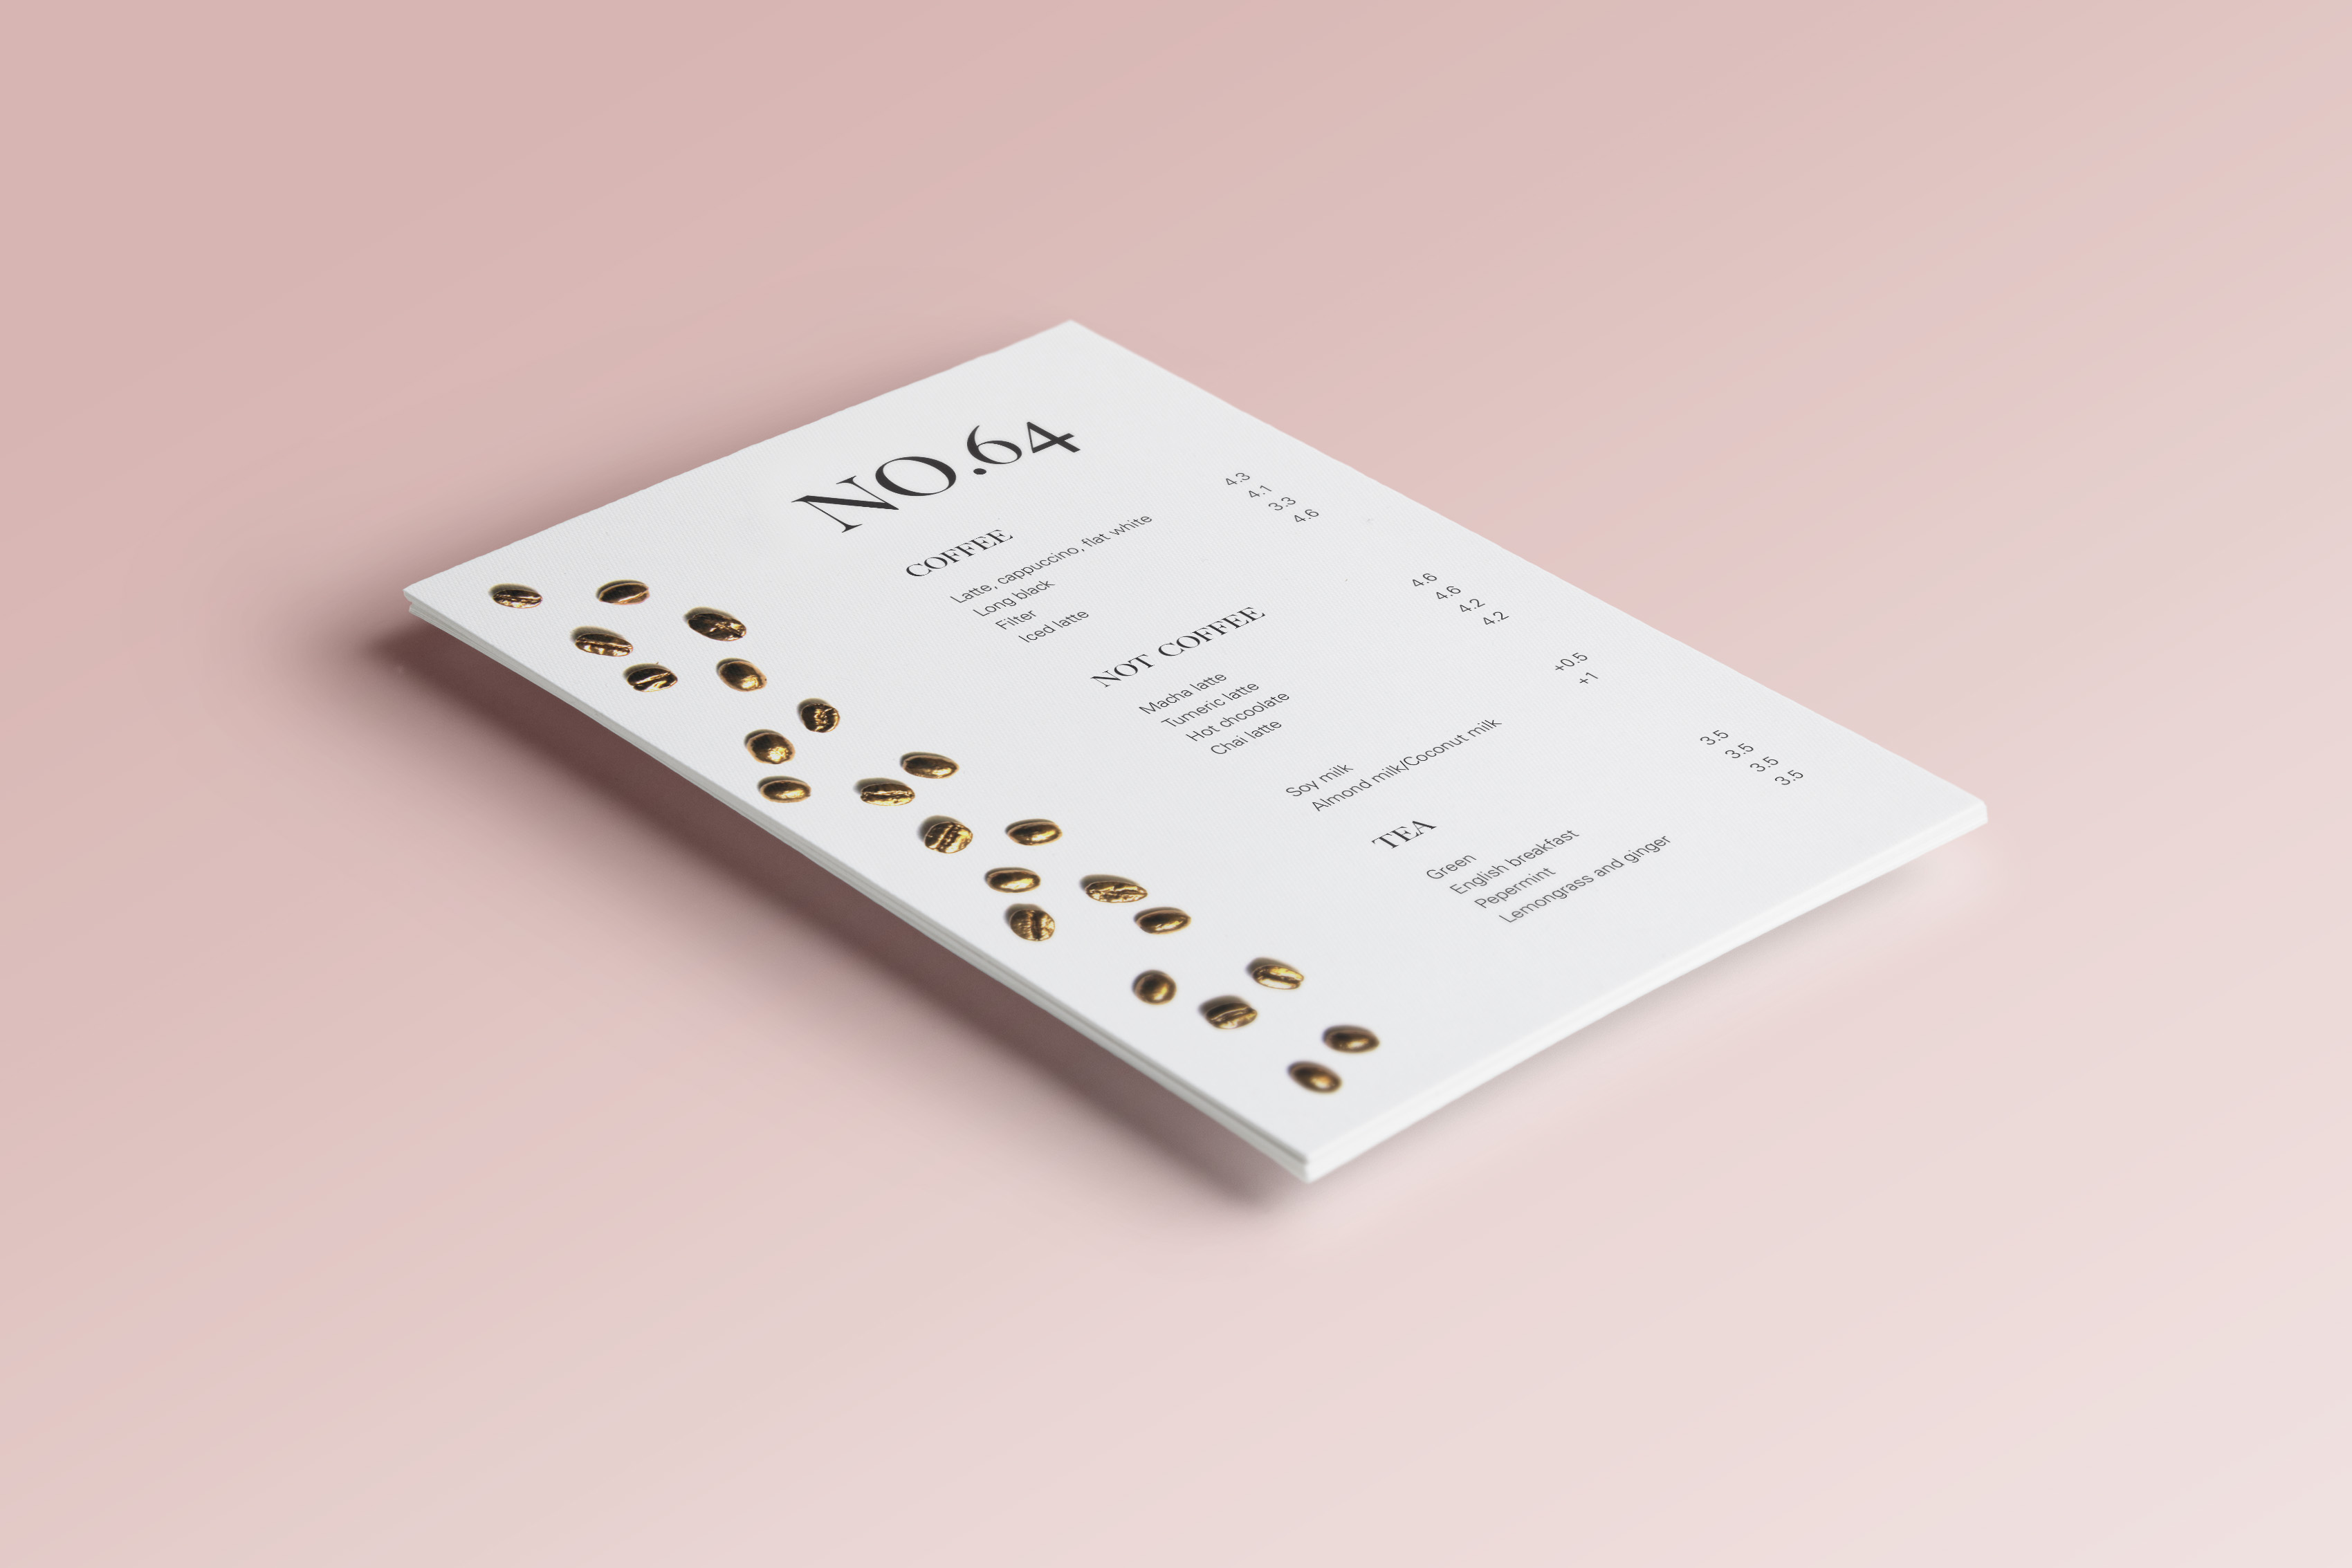 NO.64
COFFEE
Latte, cappuccino, flat white 4.3
Long black 4.1
Filter 3.3
Iced latte 4.6
NOT COFFEE
Macha latte 4.6
Tumeric latte 4.6
Hot chcoolate 4.2
Chai latte 4.2
Soy milk +0.5
Almond milk/Coconut milk +1
TEA
Green 3.5
English breakfast 3.5
Pepermint 3.5
Lemongrass and ginger 3.5